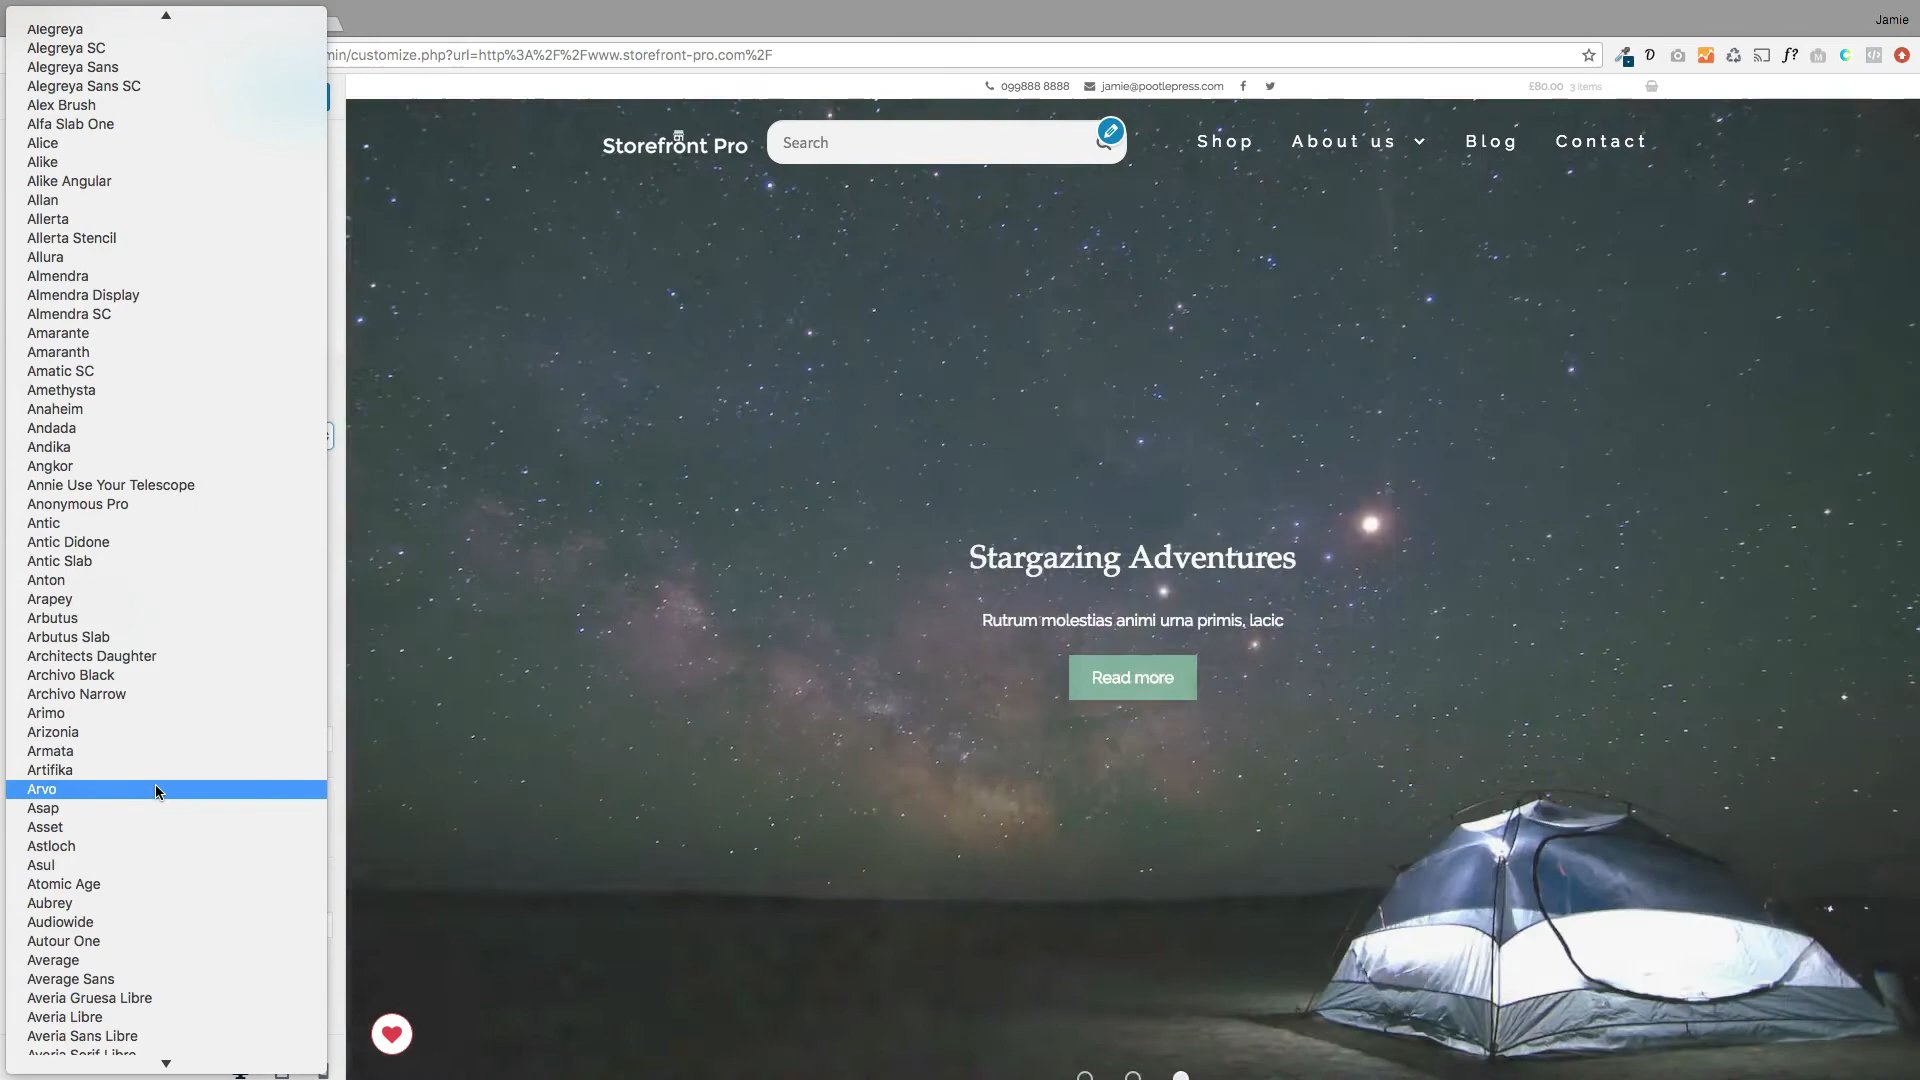 Jamie
min/customize.php?url=http%3A%2F%2Fwww.storefront-pro.com%2F
Alegreya
Alegreya SC
Alegreya Sans
Alegreya Sans SC
Alex Brush
Alfa Slab One
Alice
Alike
Alike Angular
Allan
Allerta
Allerta Stencil
Allura
Almendra
Almendra Display
Almendra SC
Amarante
Amaranth
Amatic SC
Amethysta
Anaheim
Andada
Andika
Angkor
Annie Use Your Telescope
Anonymous Pro
Antic
Antic Didone
Antic Slab
Anton
Arapey
Arbutus
Arbutus Slab
Architects Daughter
Archivo Black
Archivo Narrow
Arimo
Arizonia
Armata
Artifika
Arvo
Asap
Asset
Astloch
Asul
Atomic Age
Aubrey
Audiowide
Autour One
Average
Average Sans
Averia Gruesa Libre
Averia Libre
Averia Sans Libre
Averia Serif Libre
099888 8888 jamie@pootlepress.com
£80.00 3 items
Storefront Pro
Search
Shop About us Blog Contact
Stargazing Adventures
Rutrum molestias animi urna primis, lacic
Read more